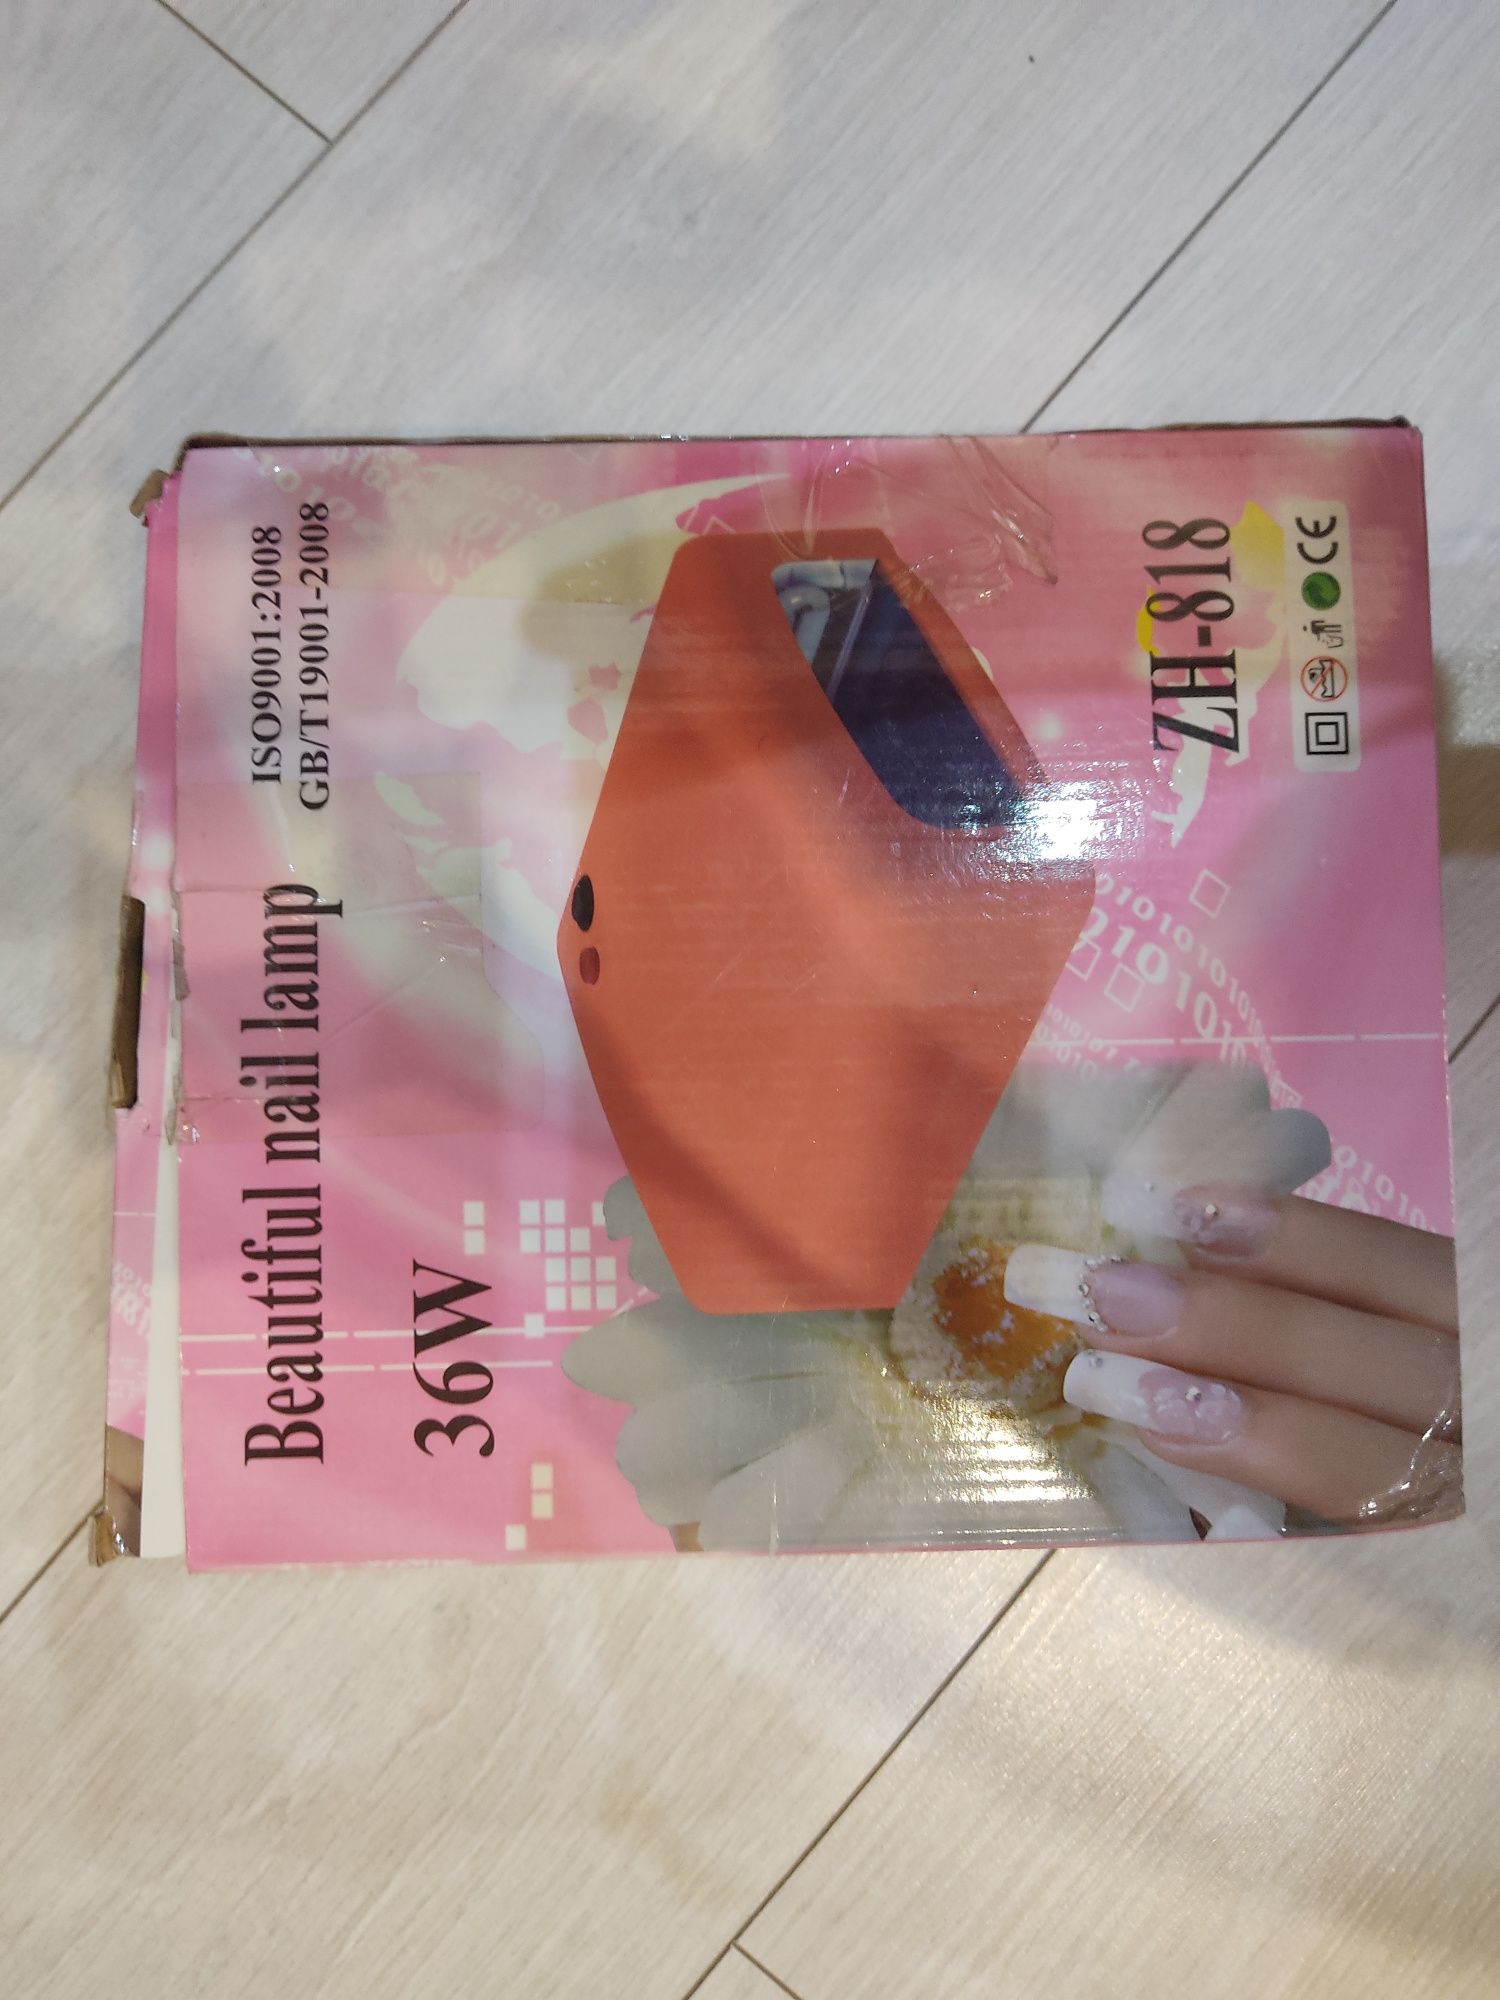 Beautiful nail lamp
ISO9001:2008
GB/T19001-2008
36W
ZH-818
CE